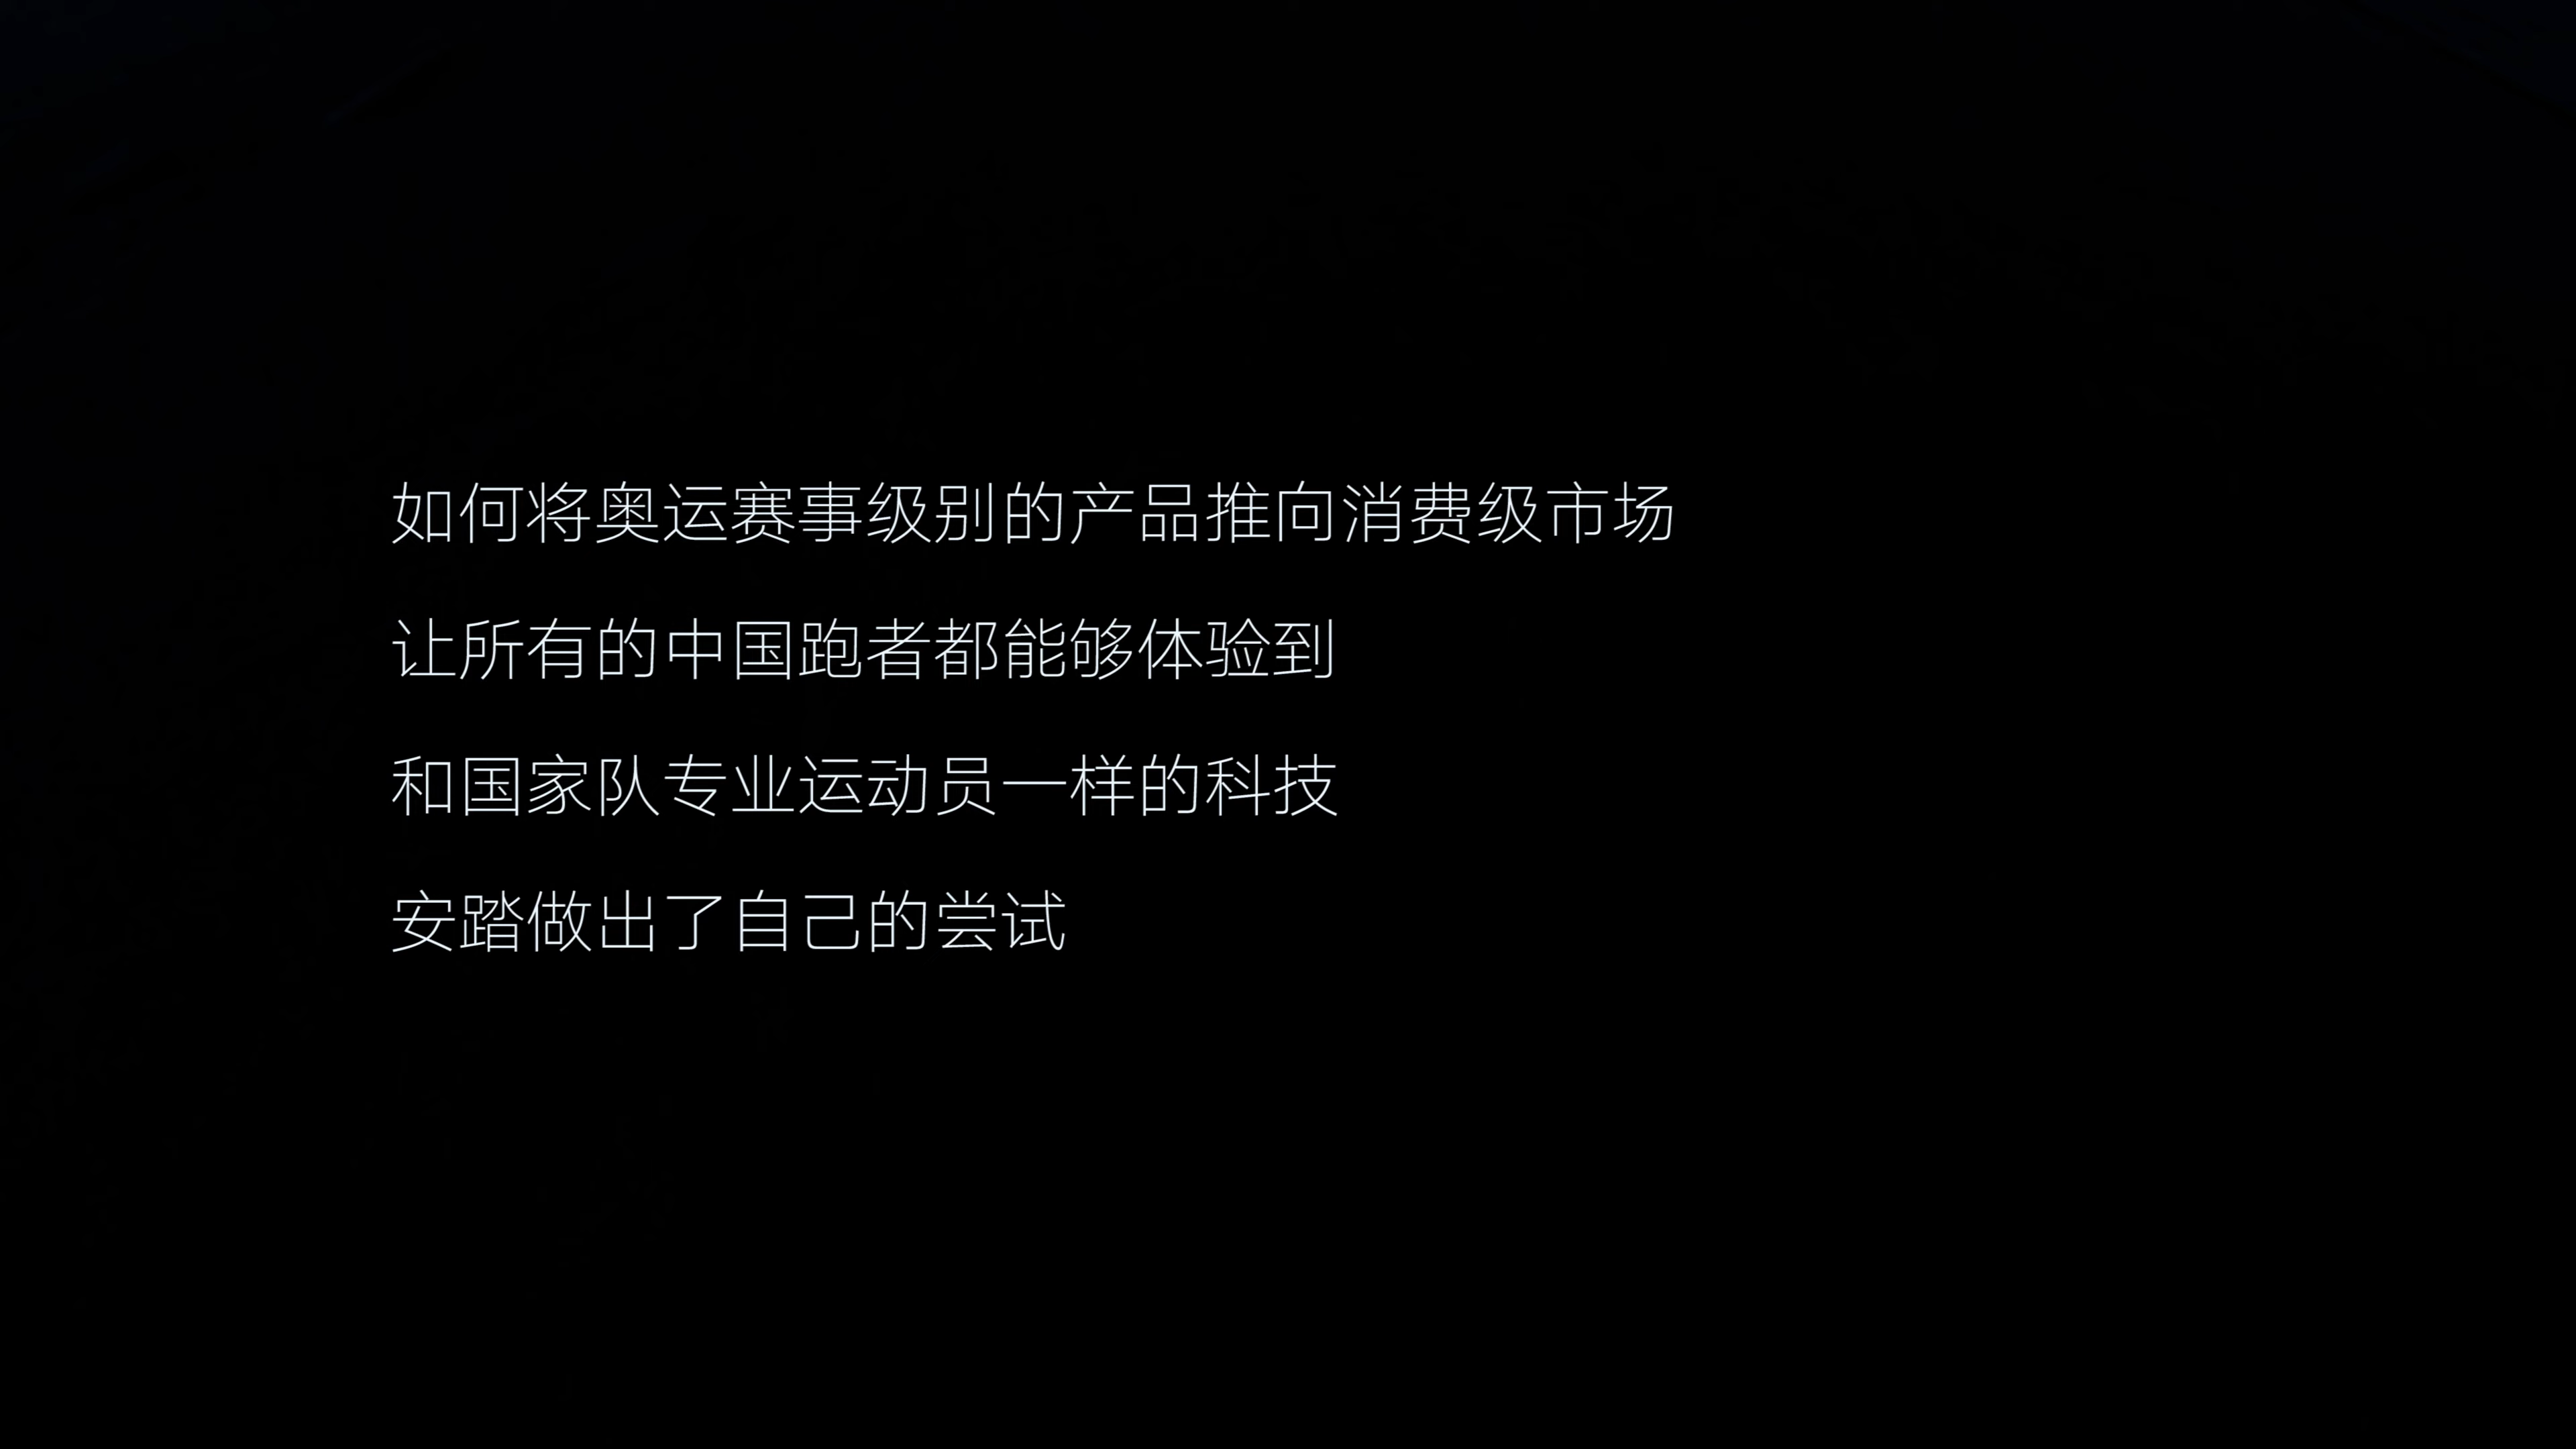 如何将奥运赛事级别的产品推向消费级市场
让所有的中国跑者都能够体验到
和国家队专业运动员一样的科技
安踏做出了自己的尝试